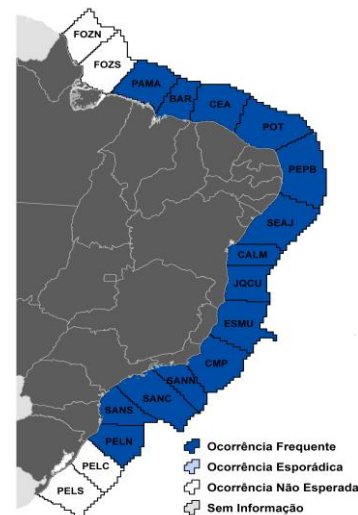 FOZN
FOZS
PAMA
BAR
CEA
POT
PEPB
SEAJ
CALM
JQCU
ESMU
CMP
SANN
SANC
SANS
PELN
PELC
PELS
Ocorrência Frequente
Ocorrência Esporádica
Ocorrência Não Esperada
Sem Informação